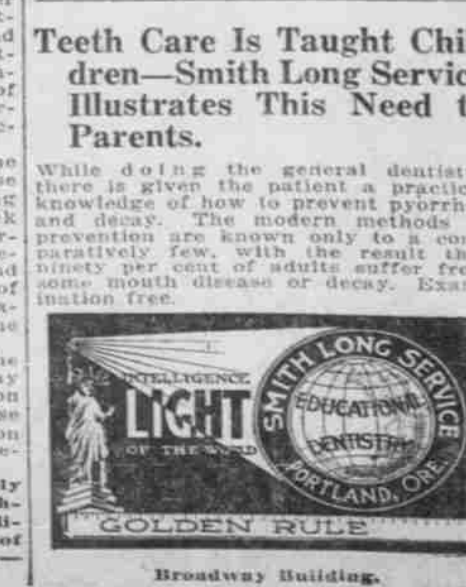 Teeth Care Is Taught Chi
dren—Smith Long Servic
Illustrates This Need t
Parents.
While doing the general dentist
there is given the patient a practic
knowledge of how to prevent pyorrh
and decay. The modern methods
prevention are known only to a com
paratively few, with the result th
ninety per cent of adults suffer fro
some mouth disease or decay. Exam
ination free.
INTELLIGENCE
LIGHT
OF THE WORLD
SMITH LONG SERVICE
EDUCATIONAL
DENTISTRY
PORTLAND, ORE.
GOLDEN RULE
Broadway Building.